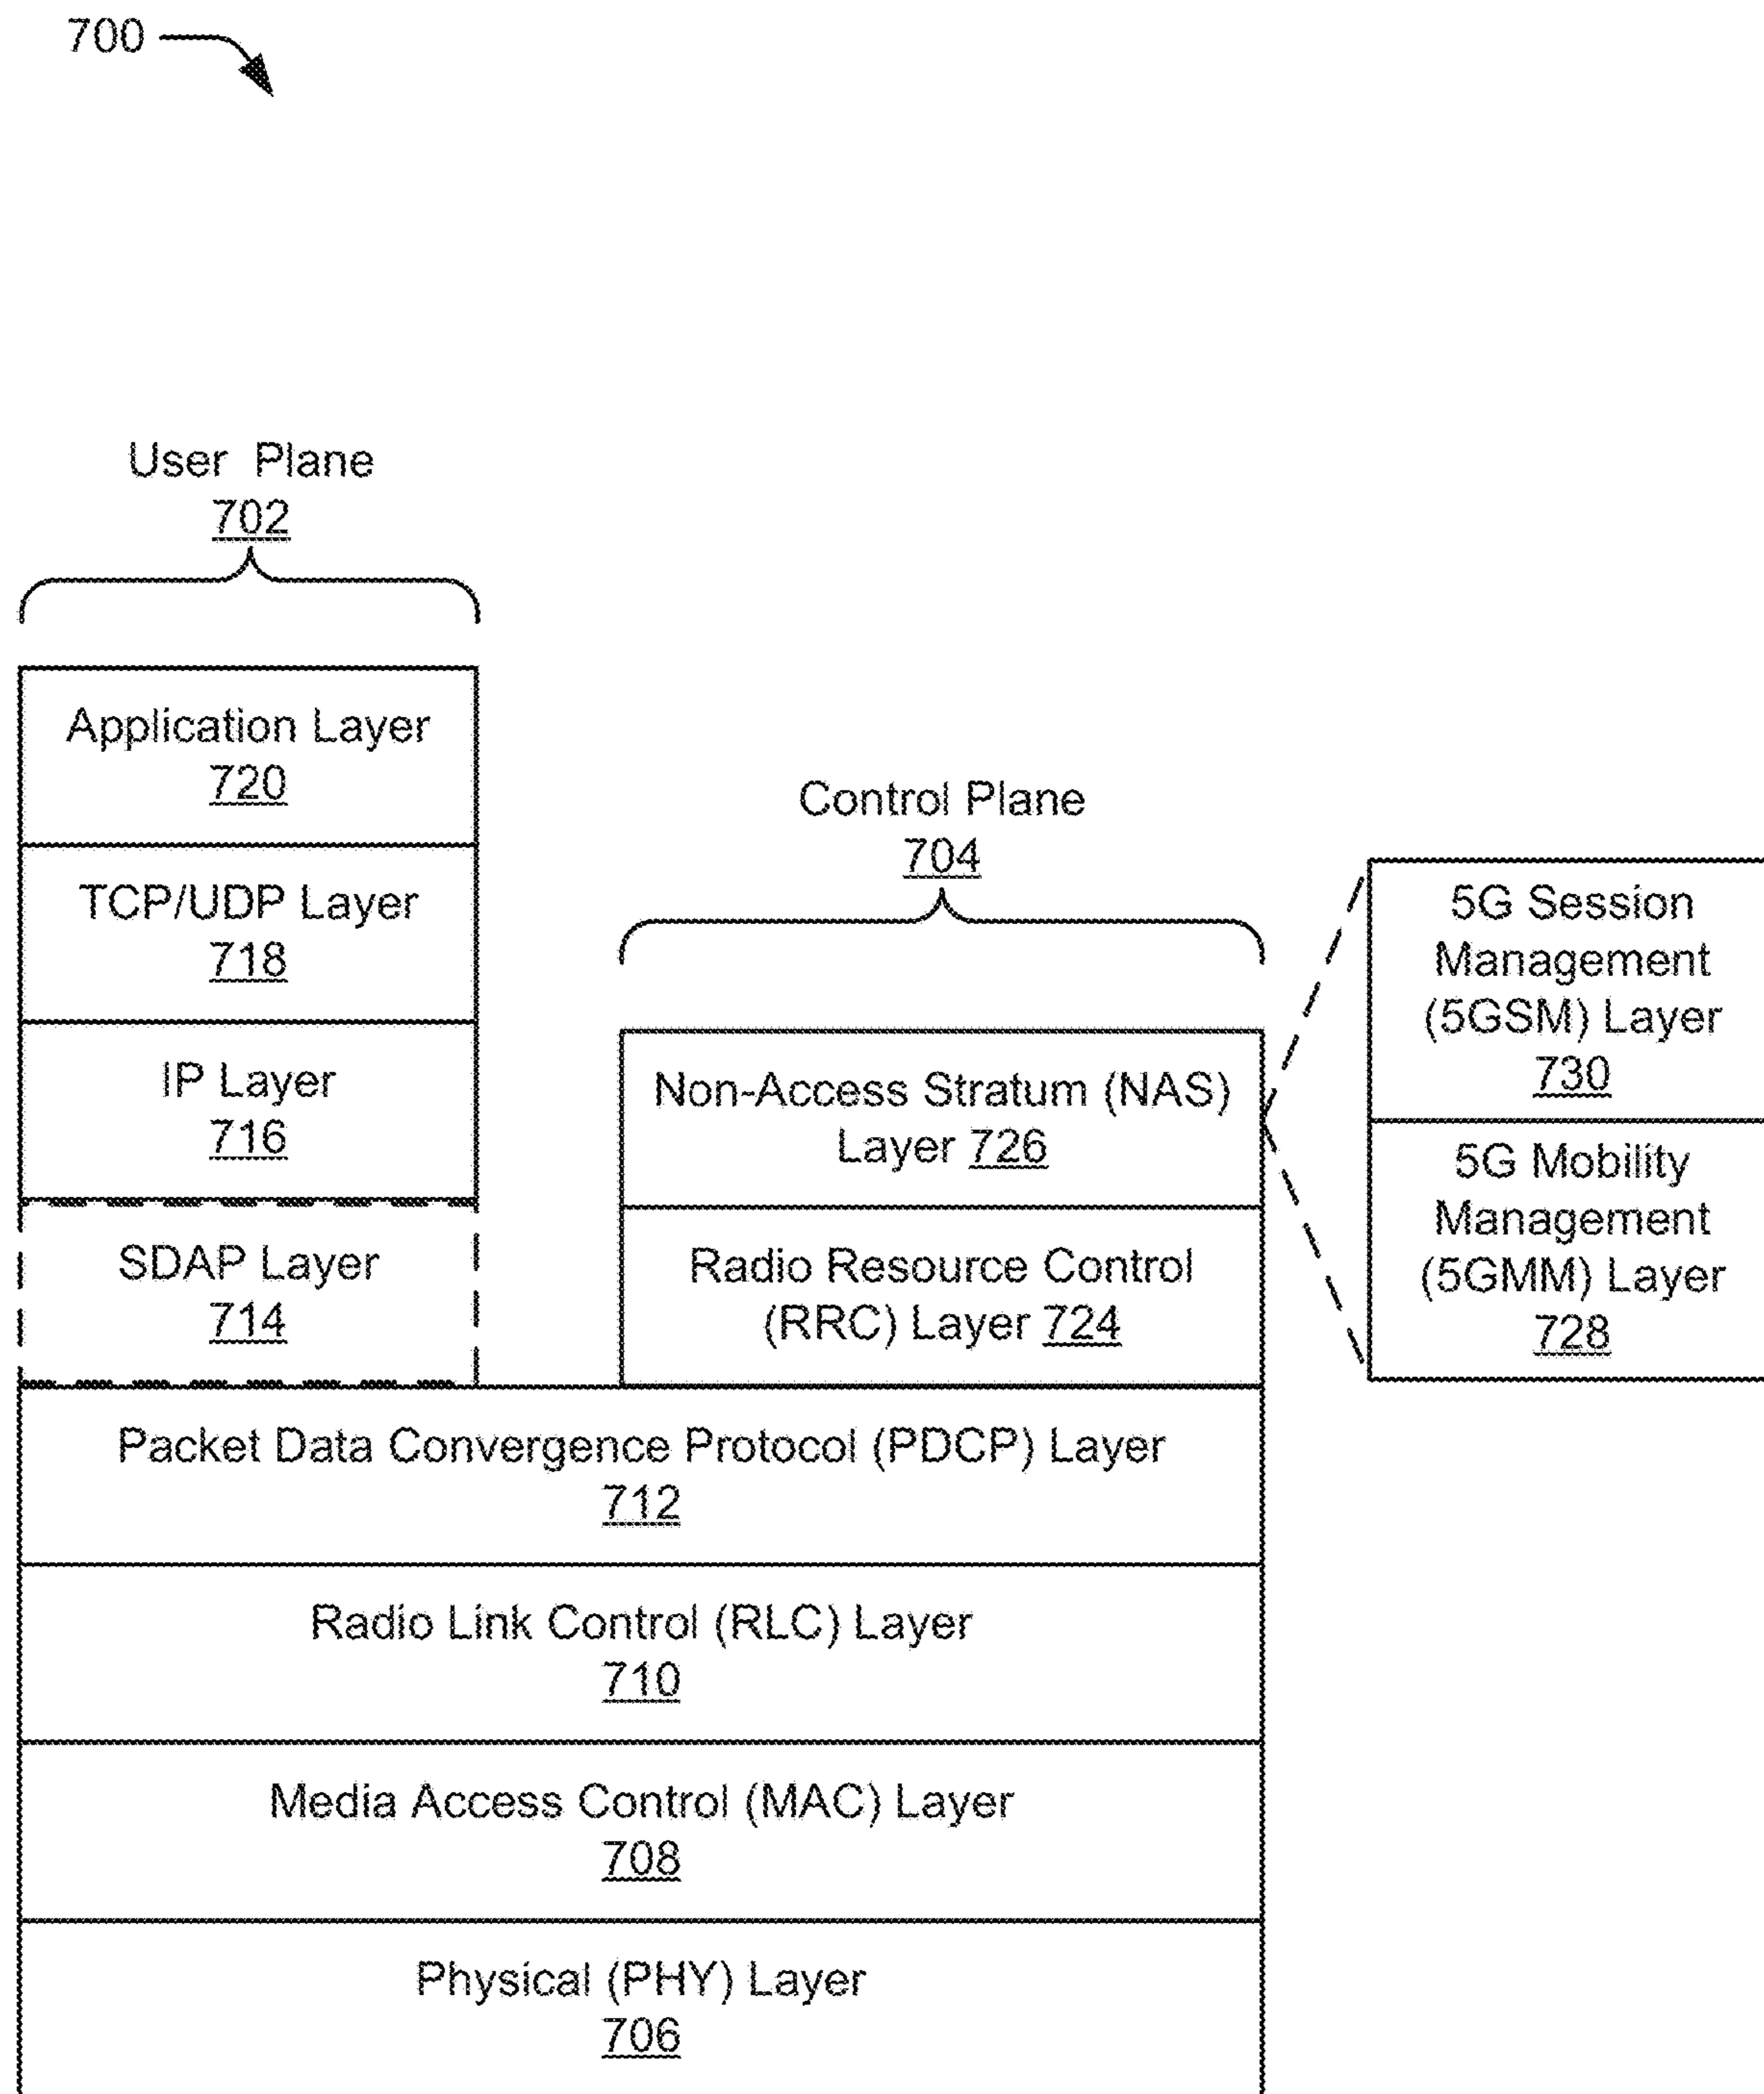 700
User Plane
702
Application Layer
720
TCP/UDP Layer
718
IP Layer
716
SDAP Layer
714
Control Plane
704
Non-Access Stratum (NAS)
Layer 726
Radio Resource Control
(RRC) Layer 724
5G Session
Management
(5GSM) Layer
730
5G Mobility
Management
(5GMM) Layer
728
Packet Data Convergence Protocol (PDCP) Layer
712
Radio Link Control (RLC) Layer
710
Media Access Control (MAC) Layer
708
Physical (PHY) Layer
706